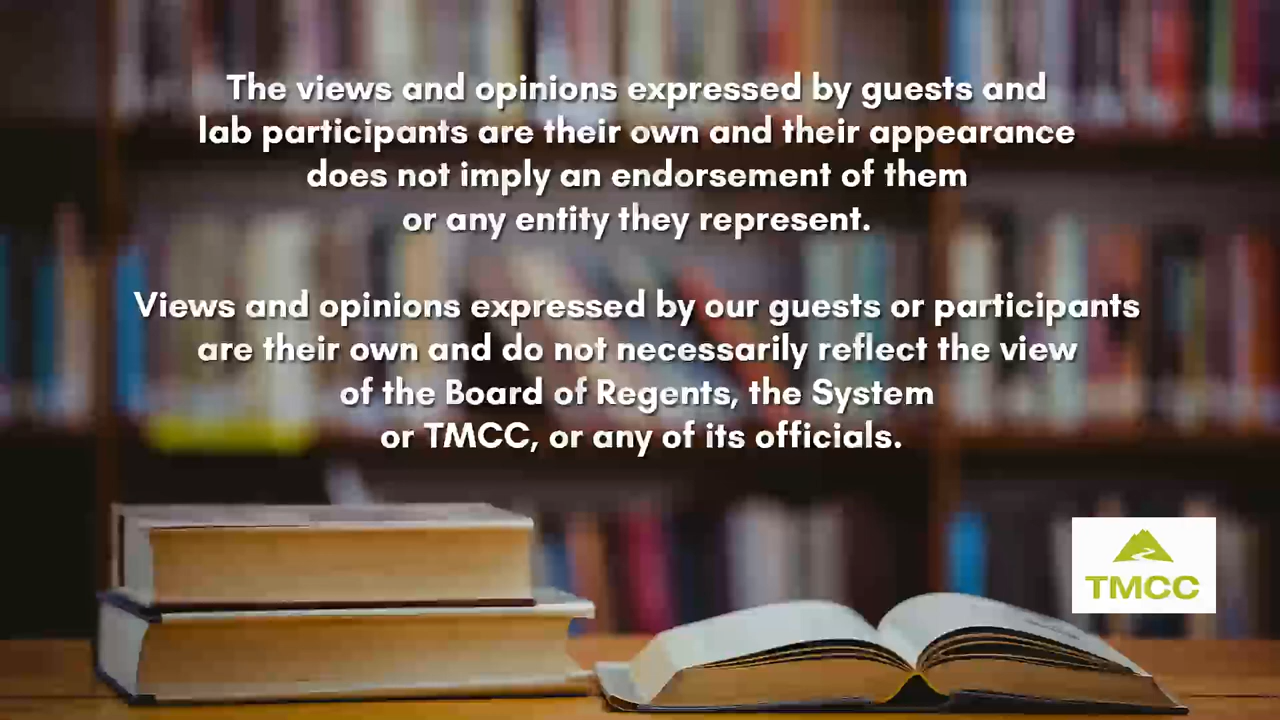 The views and opinions expressed by guests and
lab participants are their own and their appearance
does not imply an endorsement of them
or any entity they represent.
Views and opinions expressed by our guests or participants
are their own and do not necessarily reflect the view
of the Board of Regents, the System
or TMCC, or any of its officials.
TMCC